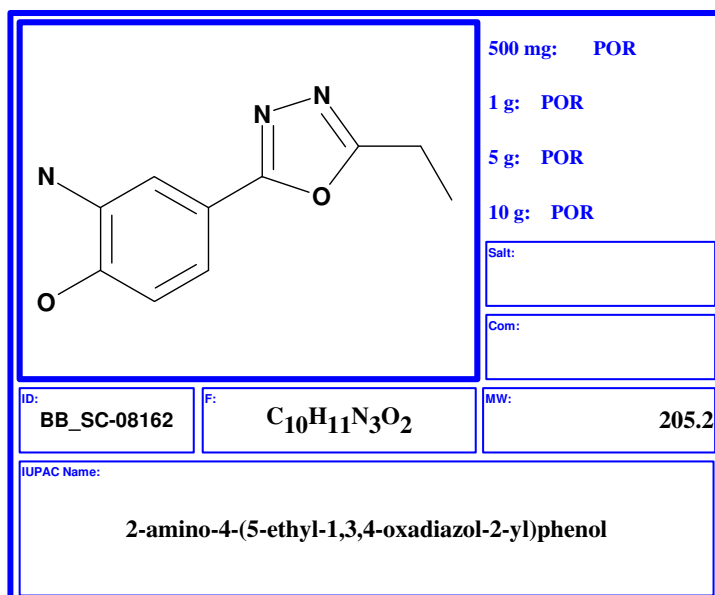 500 mg: POR
1 g: POR
5 g: POR
10 g: POR
N
N
N
O
O
Salt:
Com:
ID:
BB_SC-08162
F:
C10H11N3O2
MW:
205.2
IUPAC Name:
2-amino-4-(5-ethyl-1,3,4-oxadiazol-2-yl)phenol